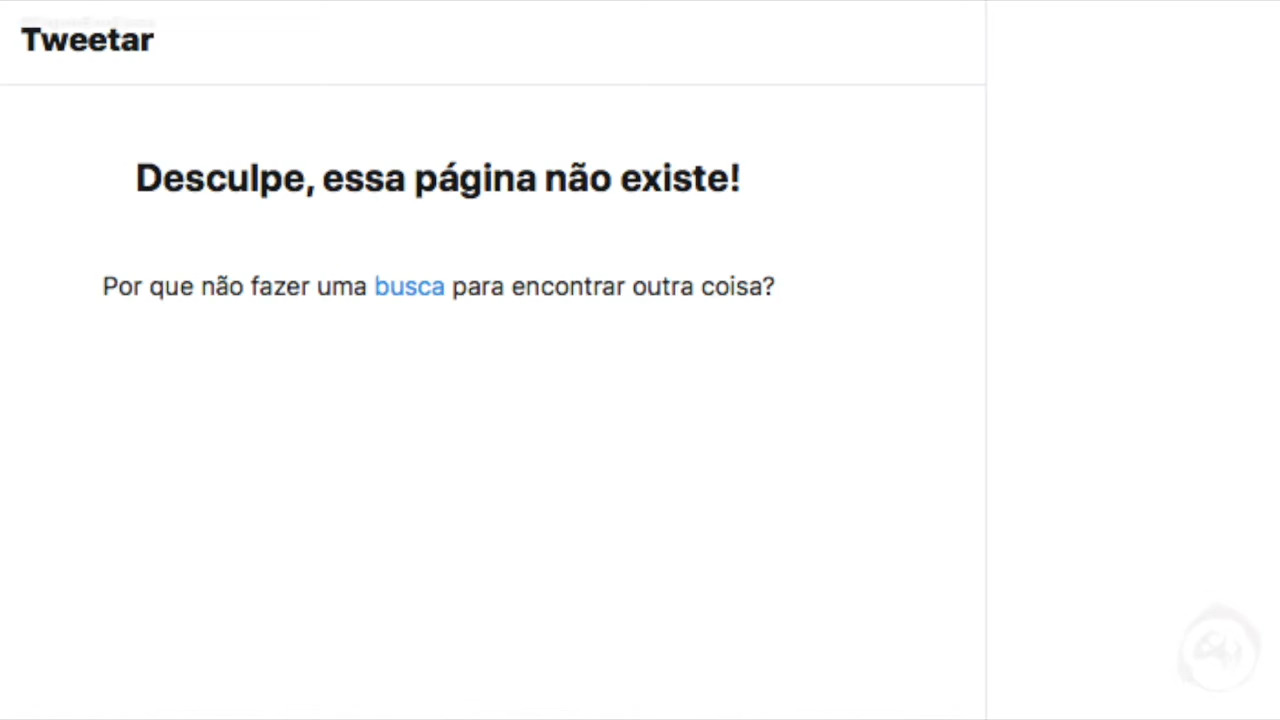 Tweetar
Desculpe, essa página não existe!
Por que não fazer uma busca para encontrar outra coisa?